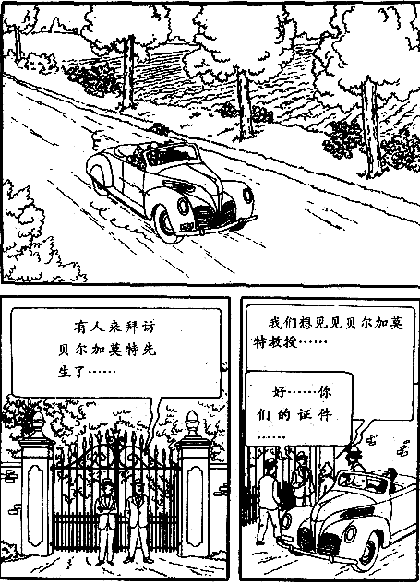 有人来拜访
贝尔加莫特先
生了……
我们想见见贝尔加莫
特教授……
好……你
们的证件
……